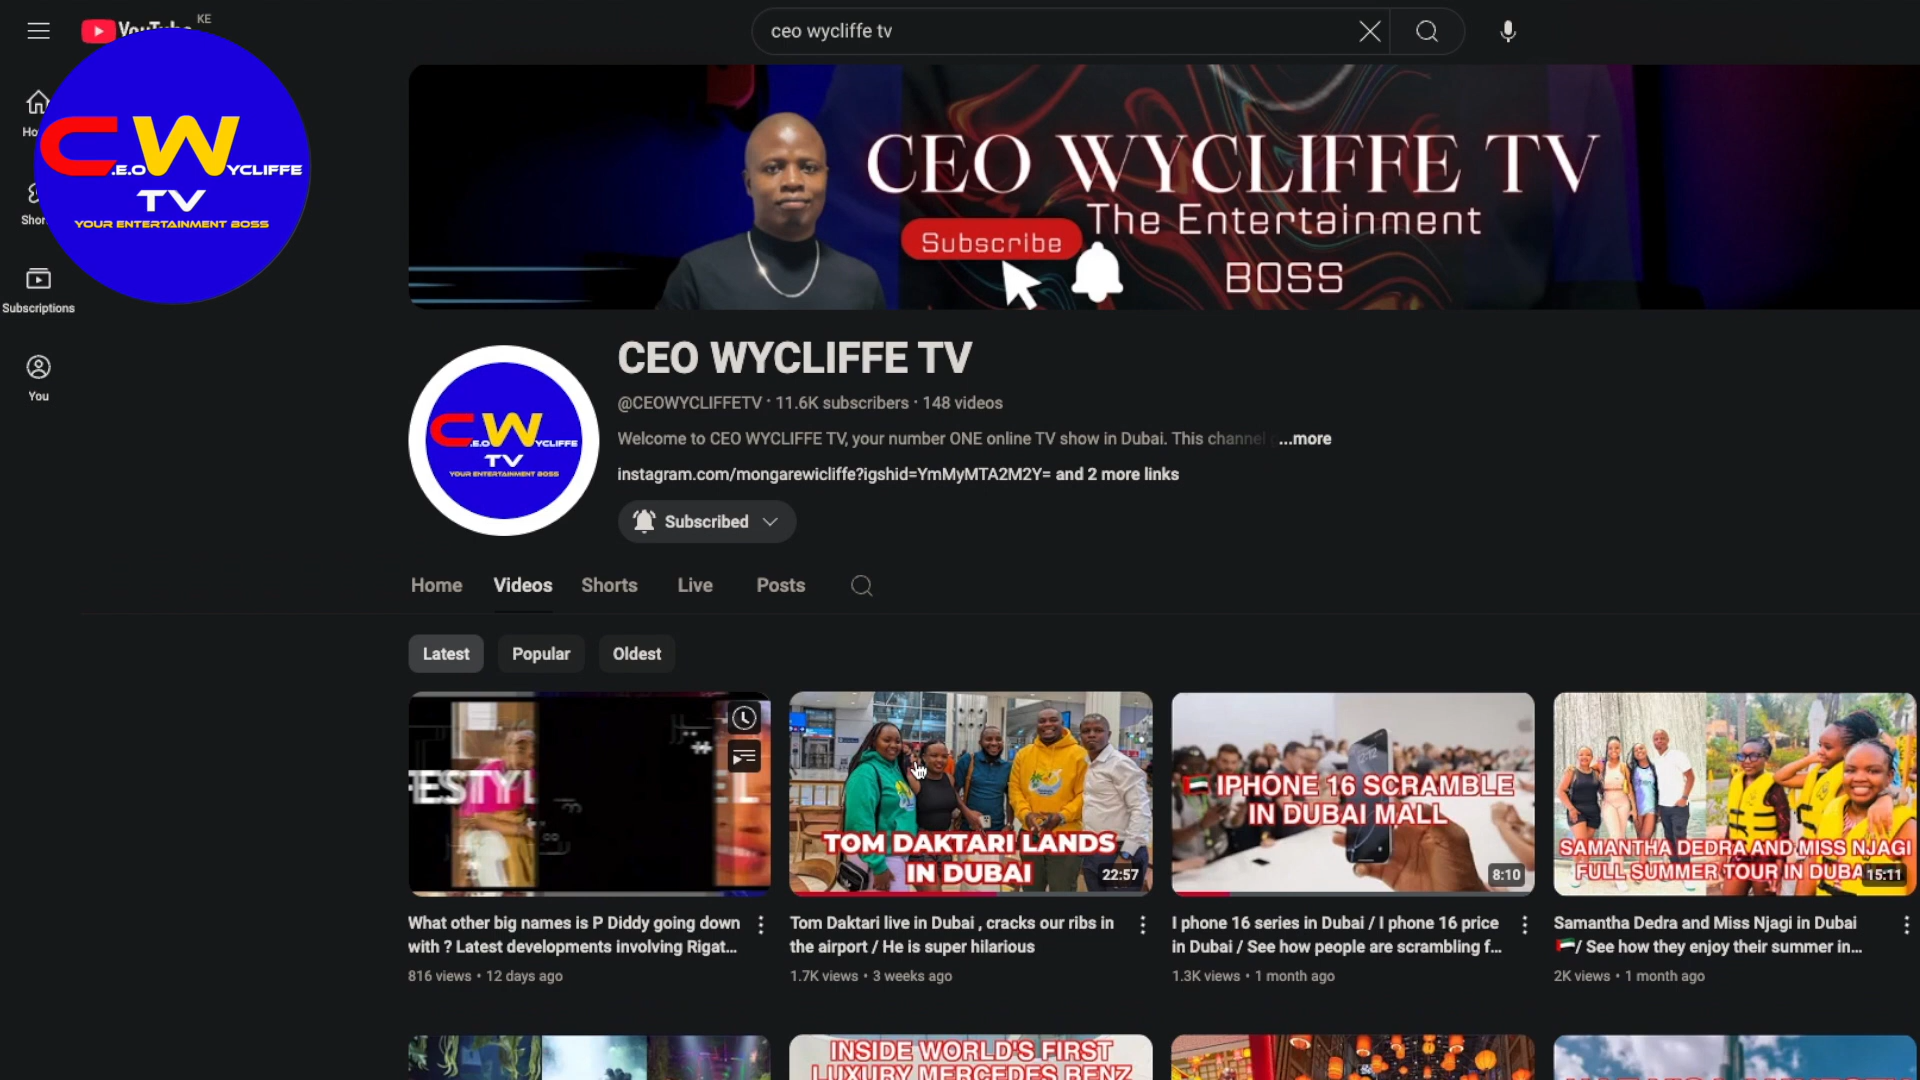 YouTube KE
ceo wycliffe tv
C.E.O WYCLIFFE
TV
YOUR ENTERTAINMENT BOSS
Subscriptions
You
CEO WYCLIFFE TV
The Entertainment
Subscribe
BOSS
CEO WYCLIFFE TV
@CEOWYCLIFFETV · 11.6K subscribers · 148 videos
Welcome to CEO WYCLIFFE TV, your number ONE online TV show in Dubai. This channel ...more
instagram.com/mongarewicliffe?igshid=YmMyMTA2M2Y= and 2 more links
C.E.O WYCLIFFE
TV
YOUR ENTERTAINMENT BOSS
Subscribed
Home Videos Shorts Live Posts
Latest Popular Oldest
TOM DAKTARI LANDS
IN DUBAI
22:57
IPHONE 16 SCRAMBLE
IN DUBAI MALL
8:10
SAMANTHA DEDRA AND MISS NJAGI
FULL SUMMER TOUR IN DUBA
15:11
What other big names is P Diddy going down
with ? Latest developments involving Rigat...
816 views · 12 days ago
Tom Daktari live in Dubai , cracks our ribs in
the airport / He is super hilarious
1.7K views · 3 weeks ago
I phone 16 series in Dubai / I phone 16 price
in Dubai / See how people are scrambling f...
1.3K views · 1 month ago
Samantha Dedra and Miss Njagi in Dubai
🇦🇪/ See how they enjoy their summer in...
2K views · 1 month ago
INSIDE WORLD'S FIRST
LUXURY MERCEDES BENZ